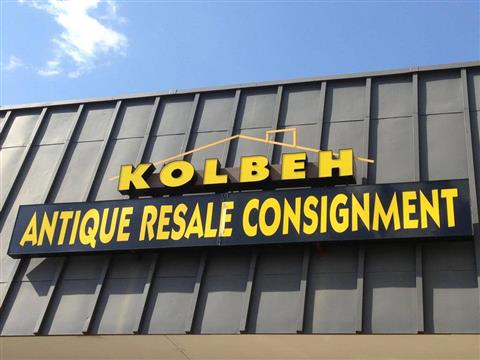 KOLBEH
ANTIQUE RESALE CONSIGNMENT